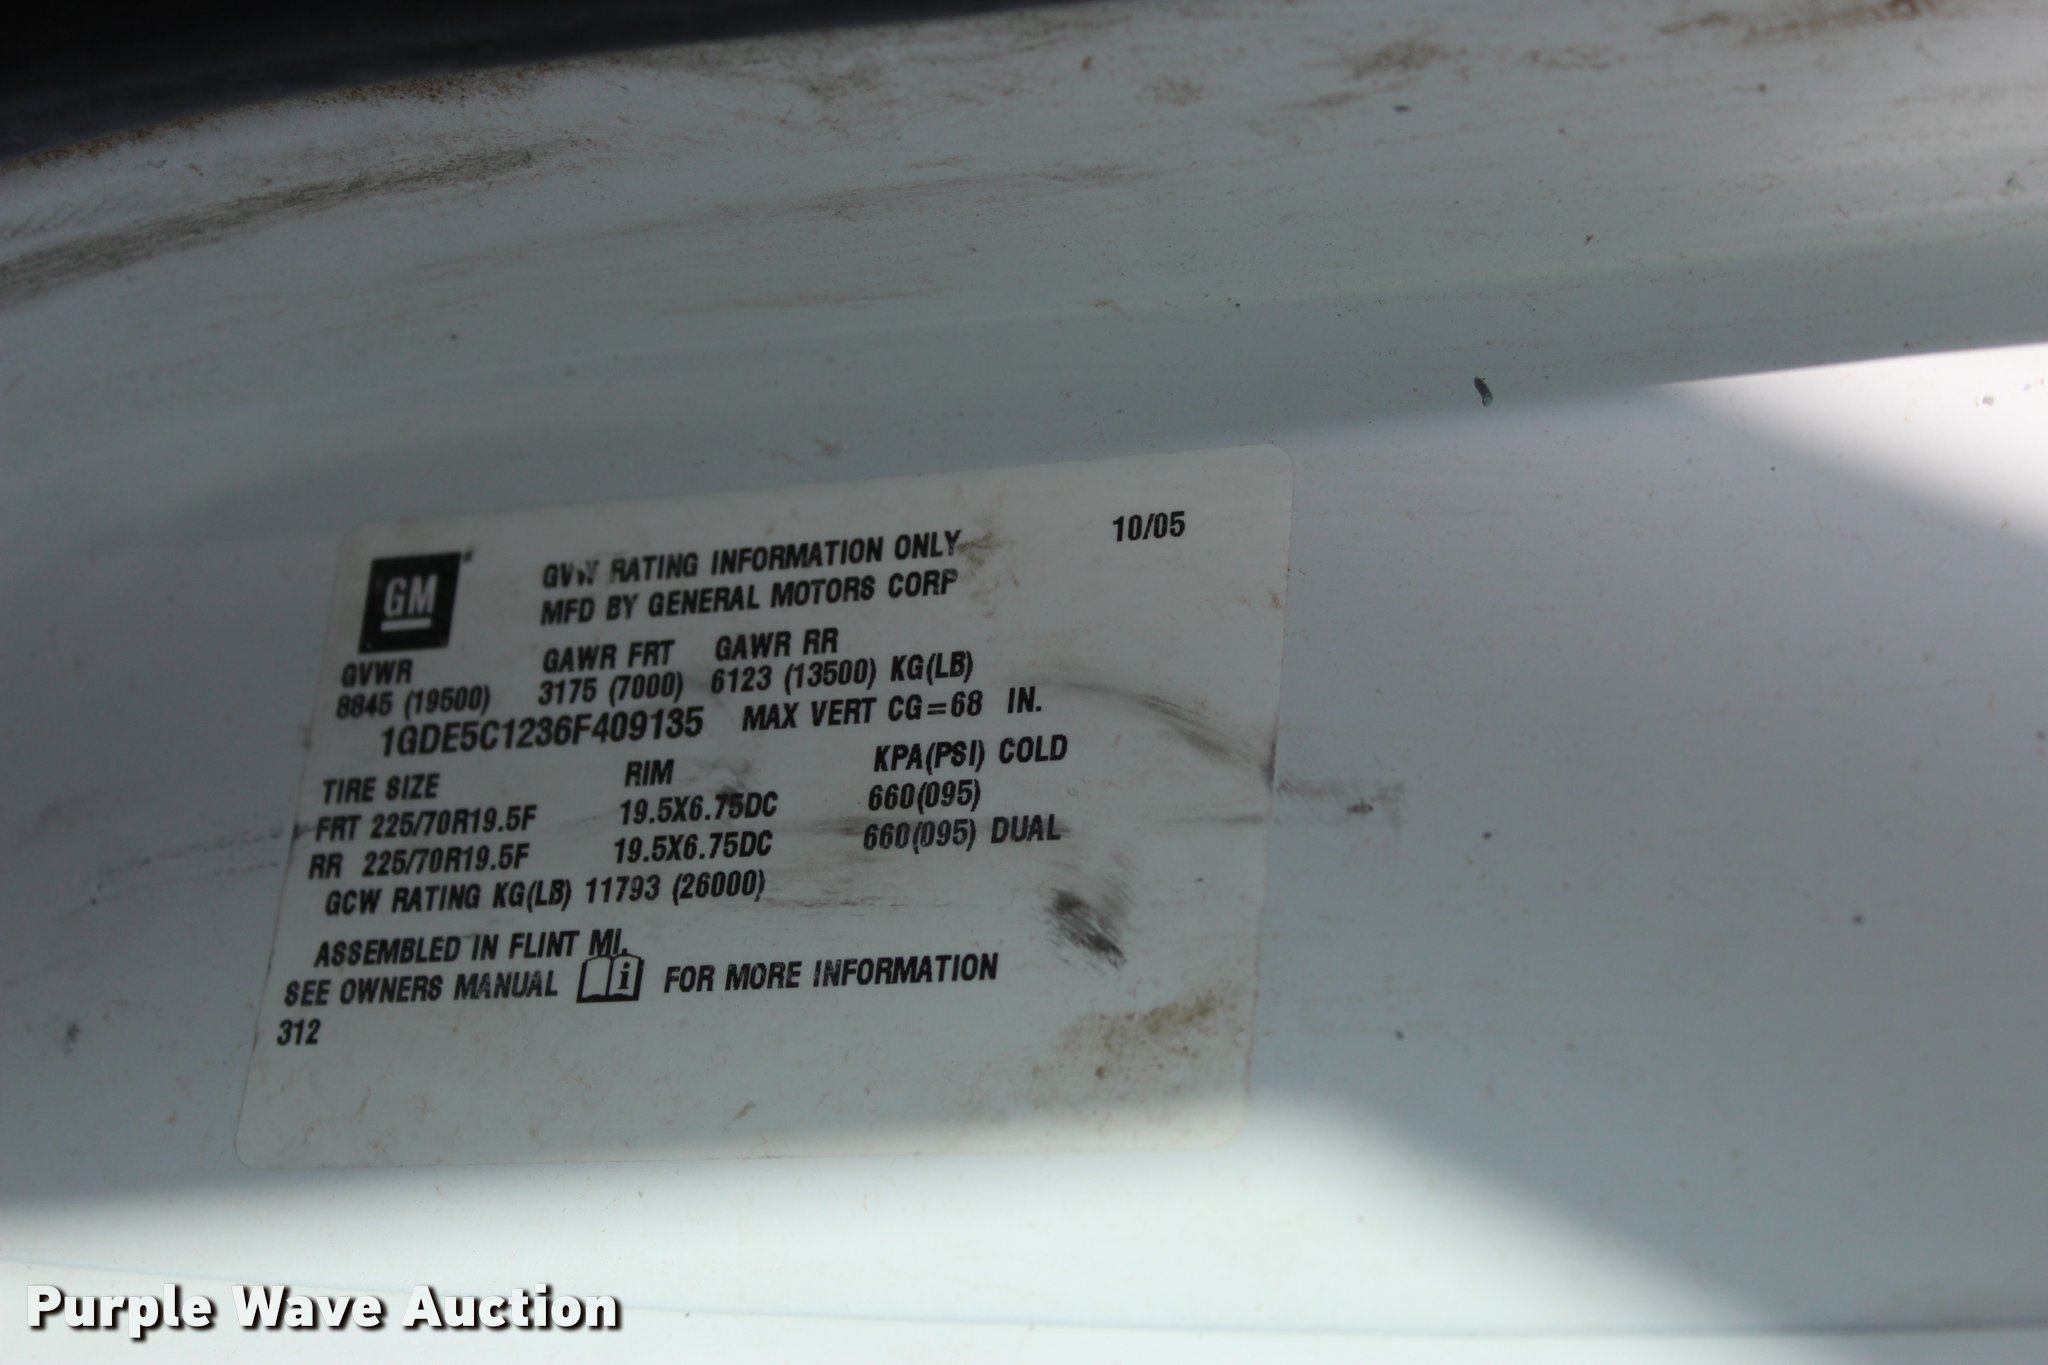 10/05
GM
GVW RATING INFORMATION ONLY
MFD BY GENERAL MOTORS CORP
GVWR GAWR FRT GAWR RR
8845 (19500) 3175 (7000) 6123 (13500) KG(LB)
1GDE5C1236F409135 MAX VERT CG=68 IN.
TIRE SIZE RIM KPA(PSI) COLD
FRT 225/70R19.5F 19.5X6.75DC 660(095)
RR 225/70R19.5F 19.5X6.75DC 660(095) DUAL
GCW RATING KG(LB) 11793 (26000)
ASSEMBLED IN FLINT MI.
SEE OWNERS MANUAL i FOR MORE INFORMATION
312
Purple Wave Auction